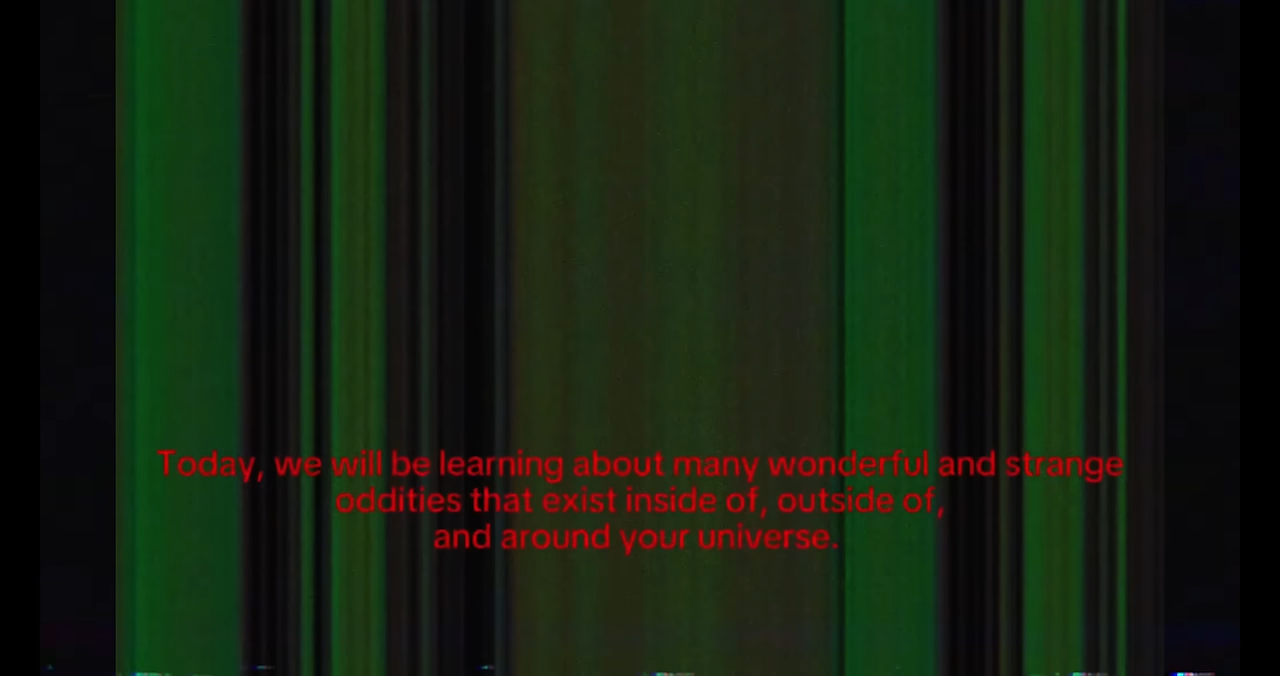 Today, we will be learning about many wonderful and strange
oddities that exist inside of, outside of,
and around your universe.